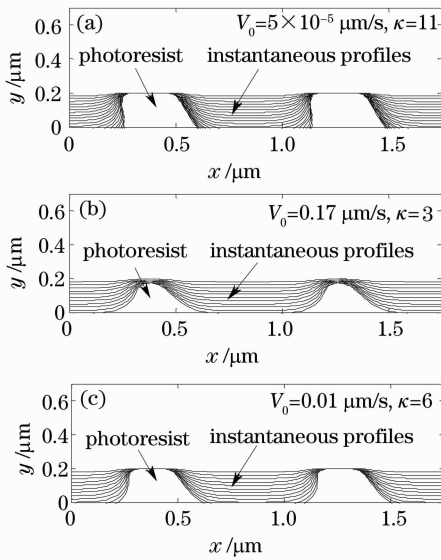 (a)
V₀=5×10⁻⁵ μm/s, κ=11
photoresist
instantaneous profiles
y /μm
0.6
0.4
0.2
0
0
0.5
1.0
1.5
x /μm
(b)
V₀=0.17 μm/s, κ=3
photoresist
instantaneous profiles
y /μm
0.6
0.4
0.2
0
0
0.5
1.0
1.5
x /μm
(c)
V₀=0.01 μm/s, κ=6
photoresist
instantaneous profiles
y /μm
0.6
0.4
0.2
0
0
0.5
1.0
1.5
x /μm